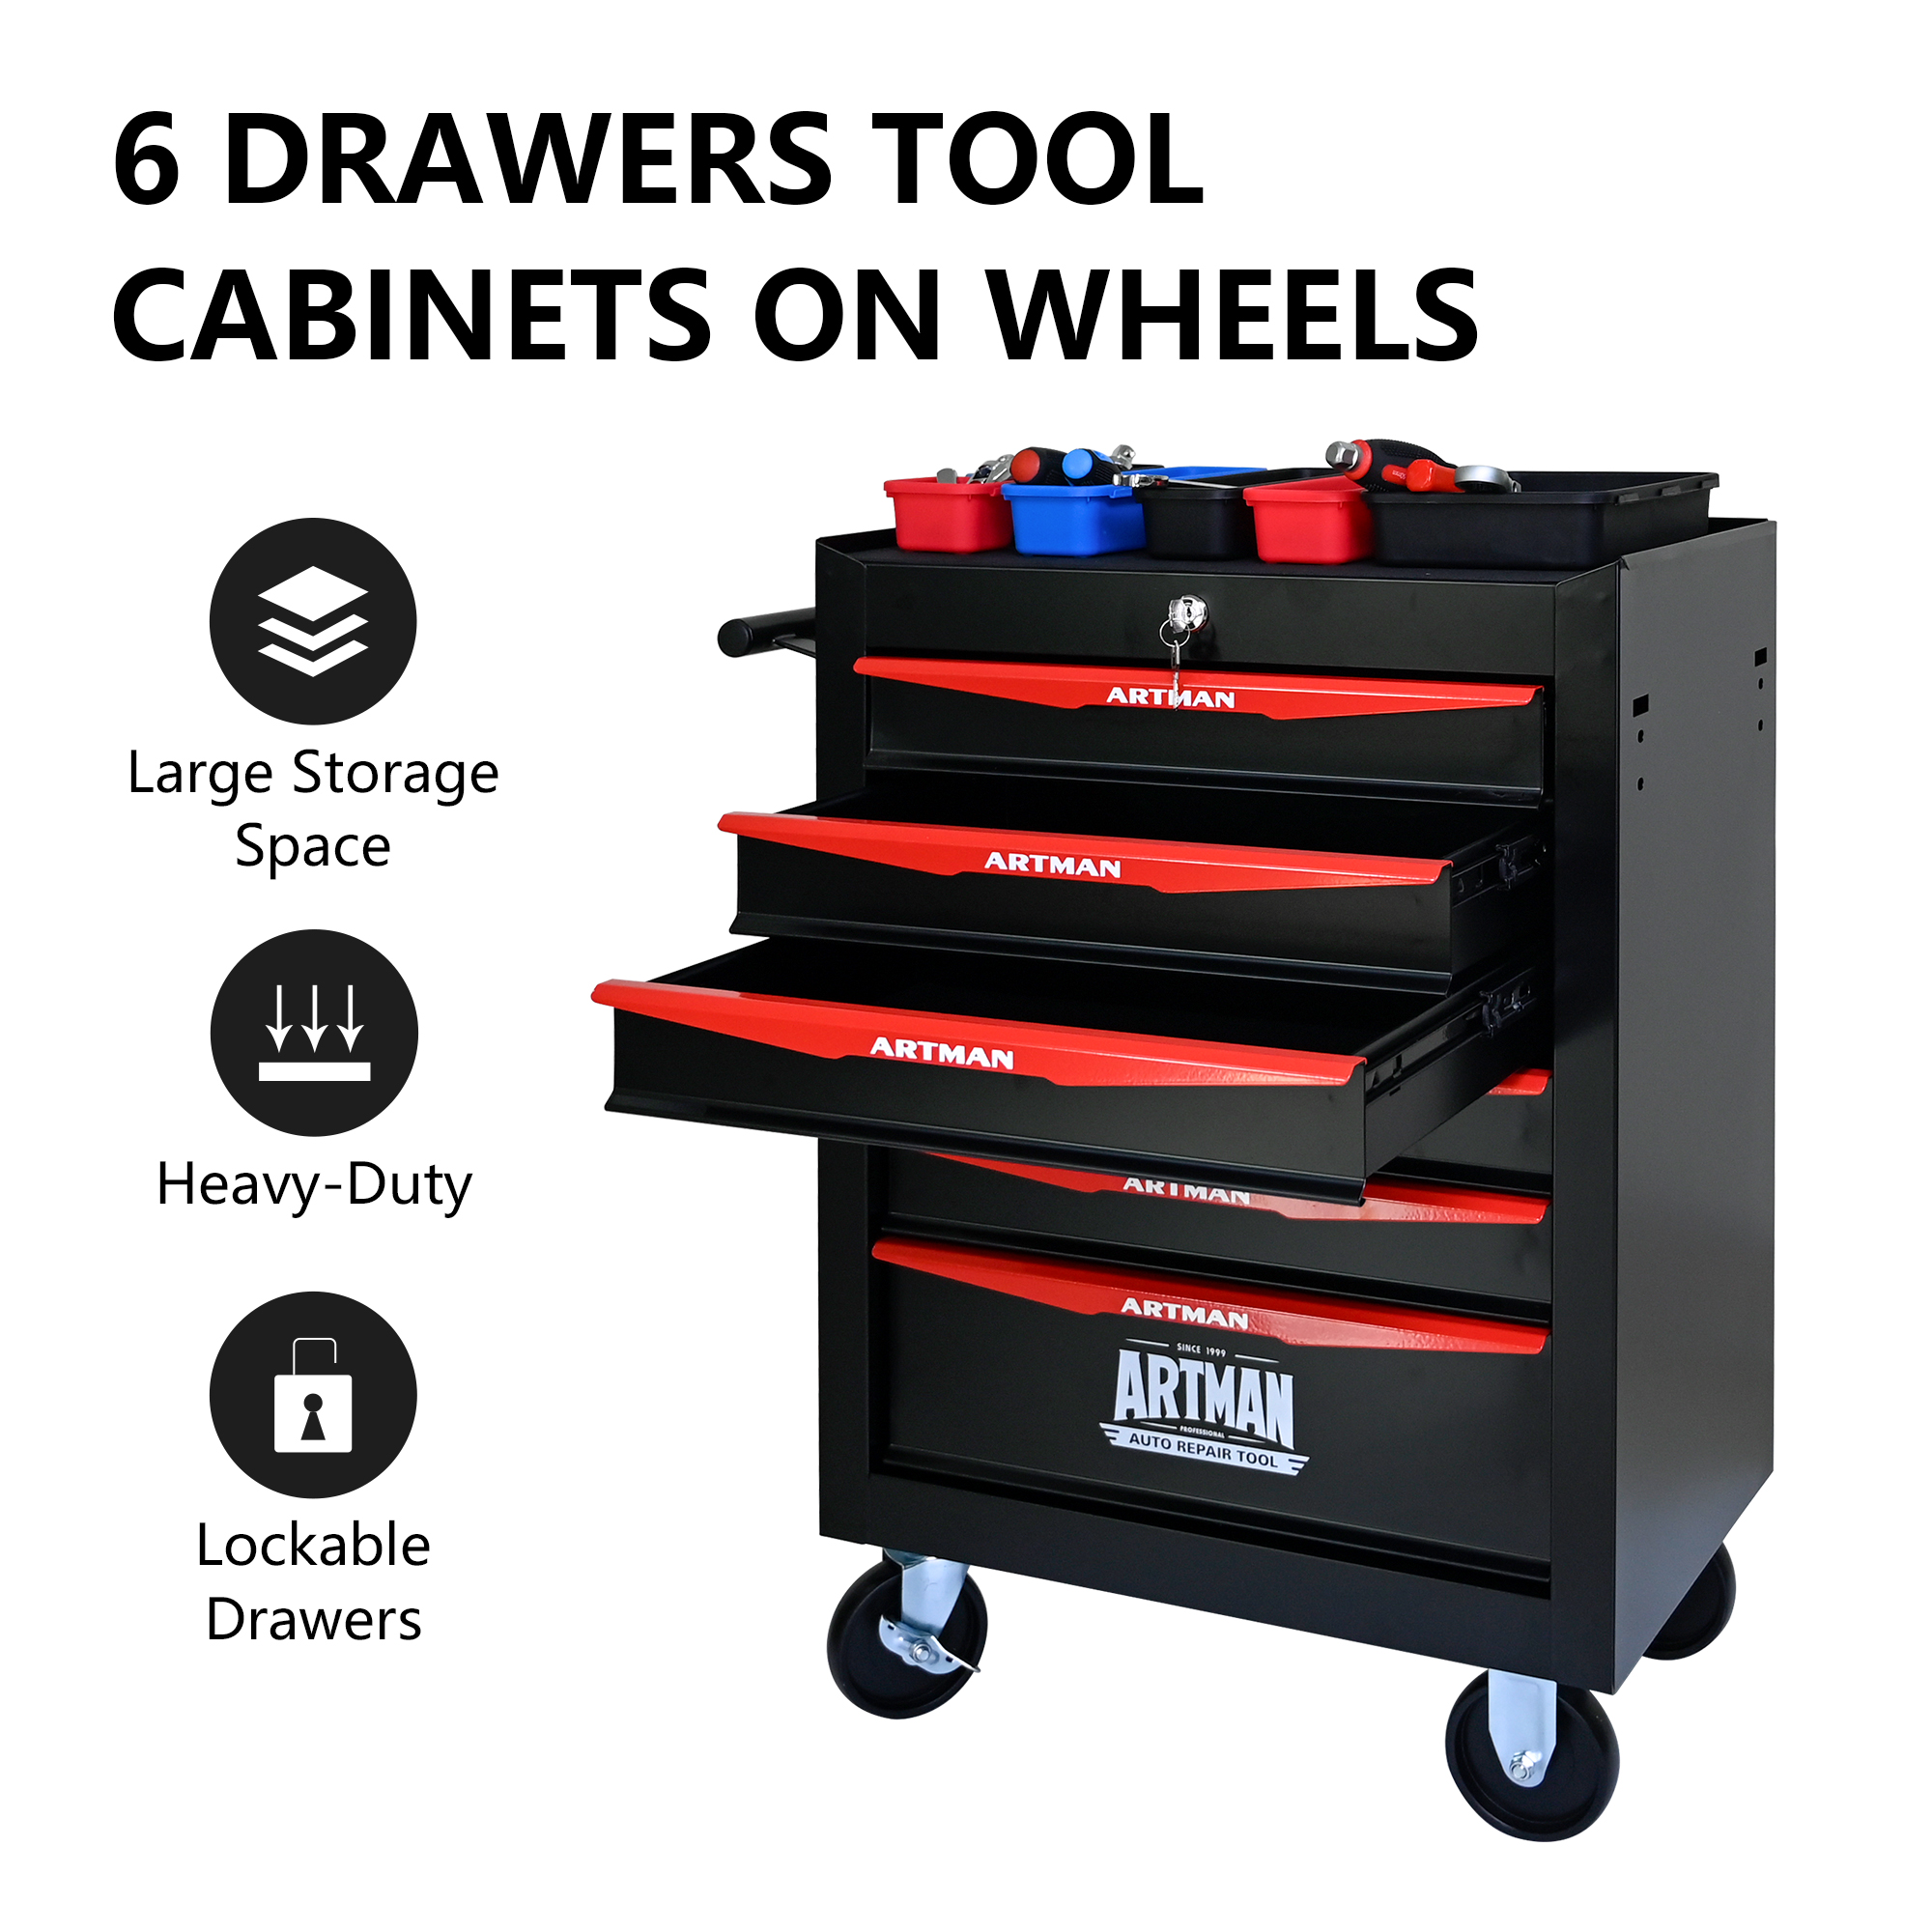 6 DRAWERS TOOL
CABINETS ON WHEELS
Large Storage
Space
Heavy-Duty
Lockable
Drawers
ARTMAN
ARTMAN
ARTMAN
ARTMAN
ARTMAN
SINCE 1999
ARTMAN
PROFESSIONAL
AUTO REPAIR TOOL